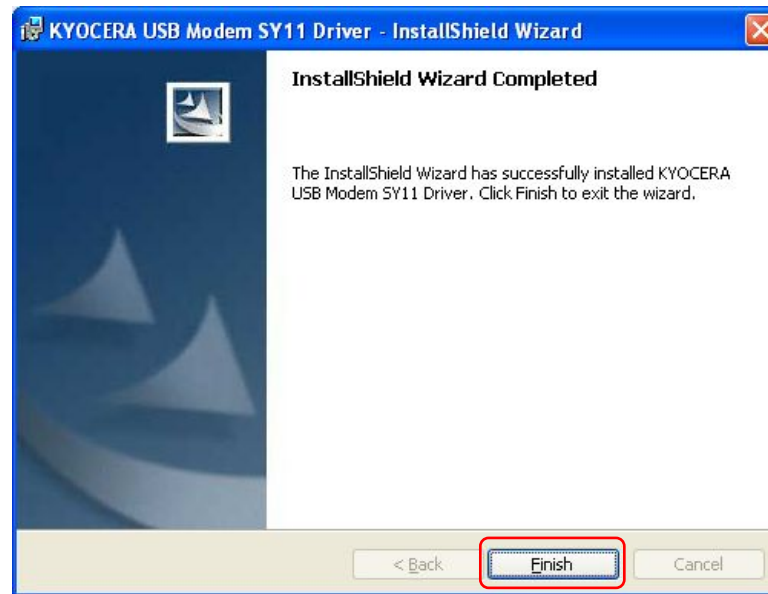 KYOCERA USB Modem SY11 Driver - InstallShield Wizard
InstallShield Wizard Completed
The InstallShield Wizard has successfully installed KYOCERA
USB Modem SY11 Driver. Click Finish to exit the wizard.
< Back Finish Cancel